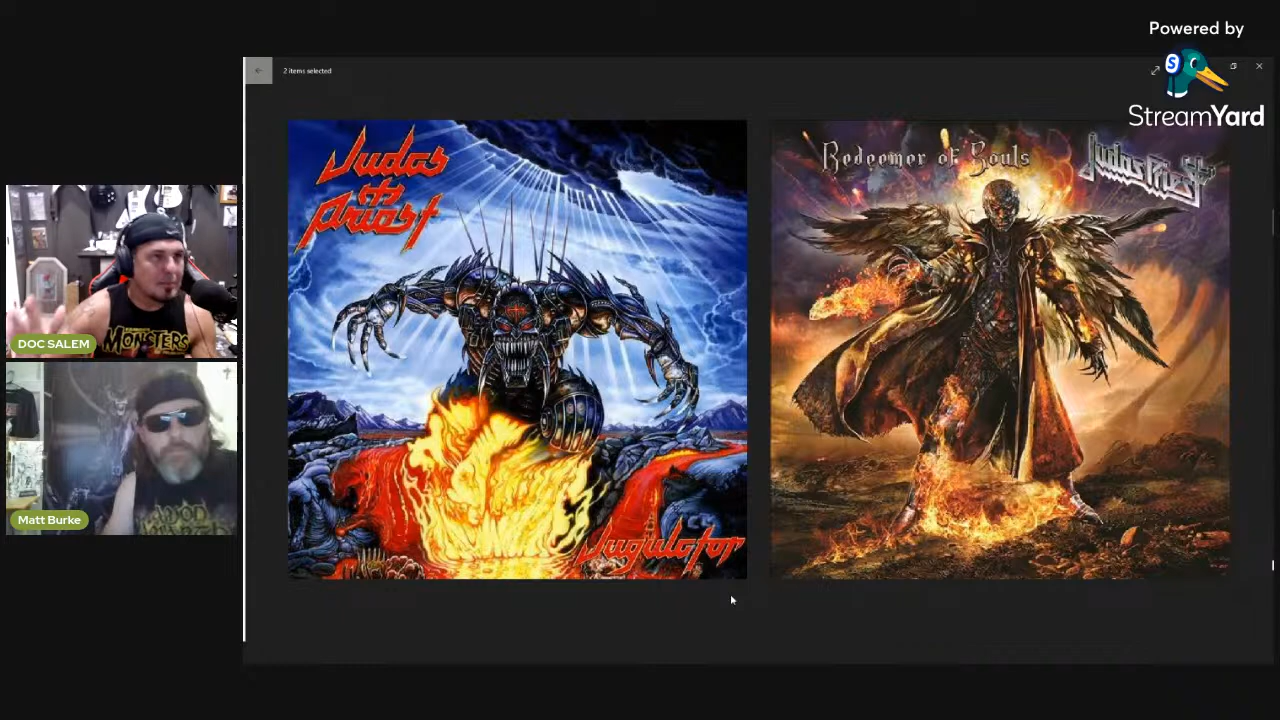 Powered by
StreamYard
2 items selected
Judas
Priest
Jugulator
Redeemer of Souls
Judas Priest
MONSTERS
DOC SALEM
Matt Burke